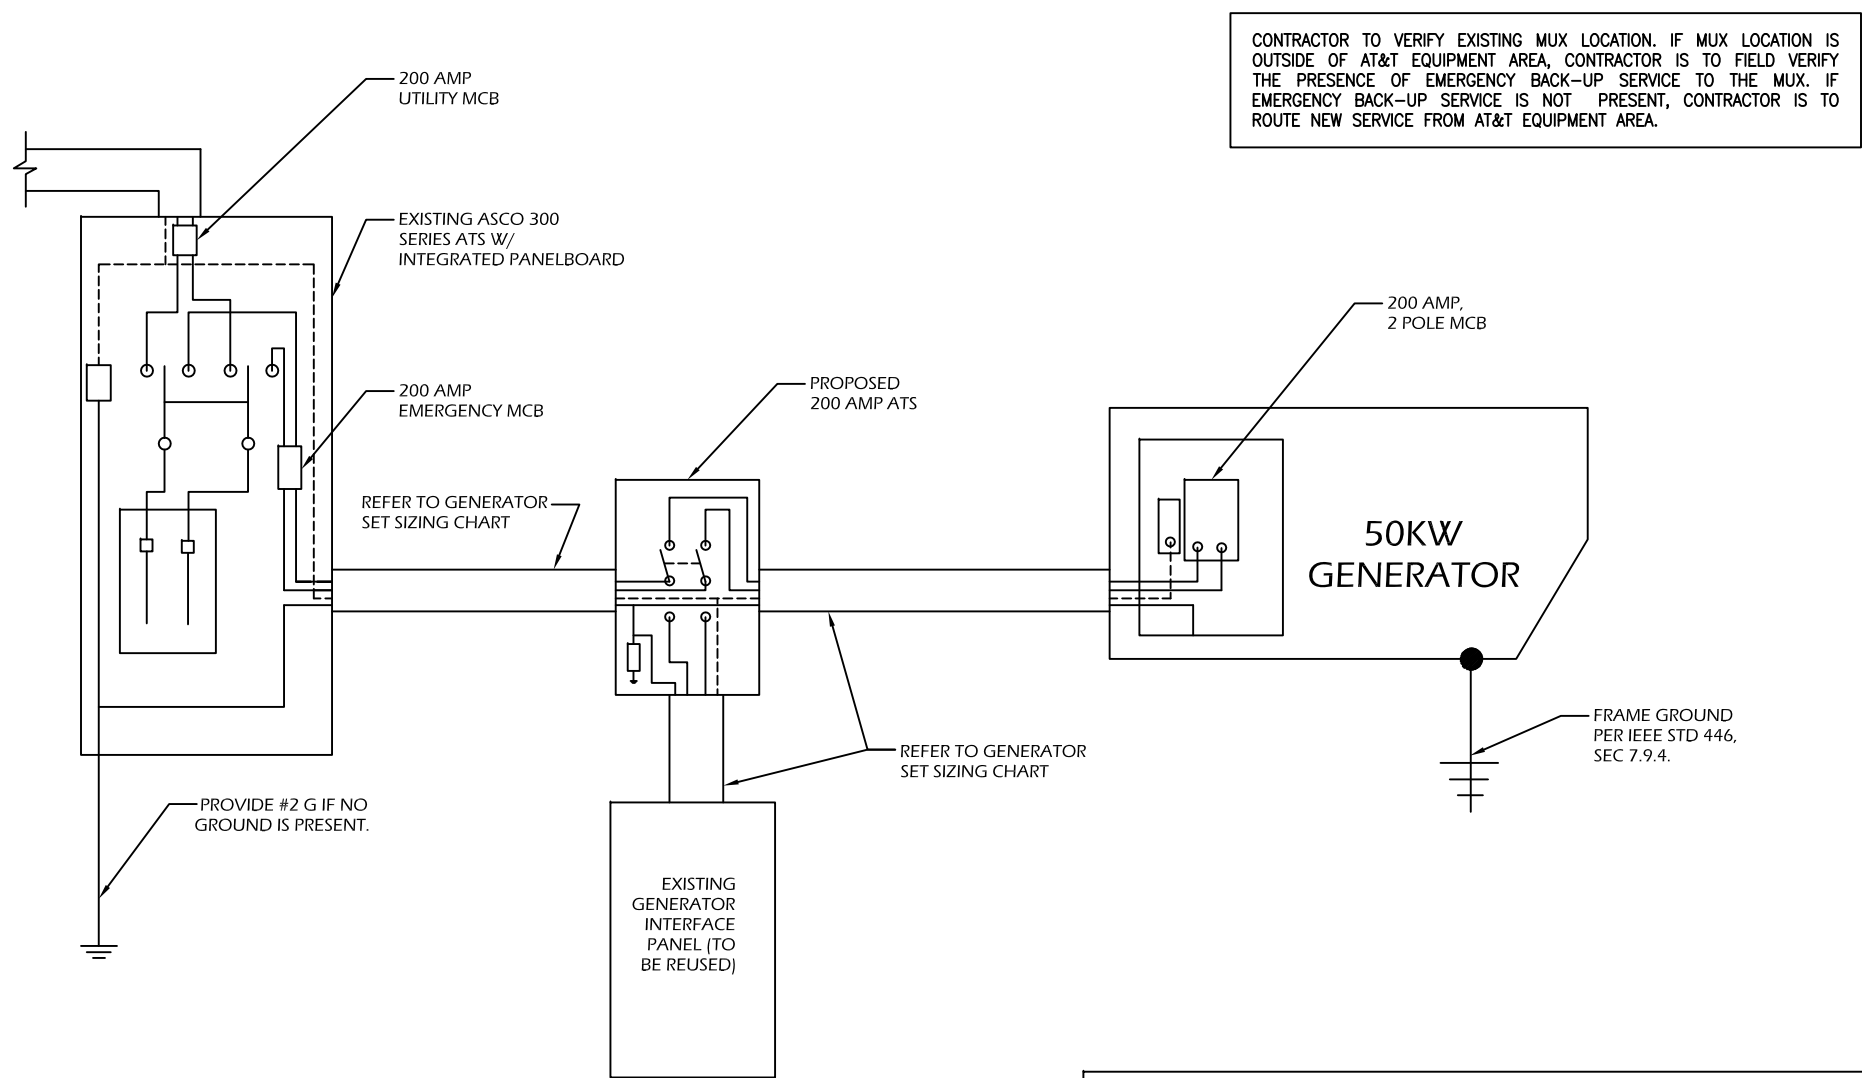 CONTRACTOR TO VERIFY EXISTING MUX LOCATION. IF MUX LOCATION IS
OUTSIDE OF AT&T EQUIPMENT AREA, CONTRACTOR IS TO FIELD VERIFY
THE PRESENCE OF EMERGENCY BACK-UP SERVICE TO THE MUX. IF
EMERGENCY BACK-UP SERVICE IS NOT PRESENT, CONTRACTOR IS TO
ROUTE NEW SERVICE FROM AT&T EQUIPMENT AREA.
200 AMP
UTILITY MCB
EXISTING ASCO 300
SERIES ATS W/
INTEGRATED PANELBOARD
200 AMP,
2 POLE MCB
200 AMP
EMERGENCY MCB
PROPOSED
200 AMP ATS
REFER TO GENERATOR
SET SIZING CHART
50KW
GENERATOR
FRAME GROUND
PER IEEE STD 446,
SEC 7.9.4.
REFER TO GENERATOR
SET SIZING CHART
PROVIDE #2 G IF NO
GROUND IS PRESENT.
EXISTING
GENERATOR
INTERFACE
PANEL (TO
BE REUSED)